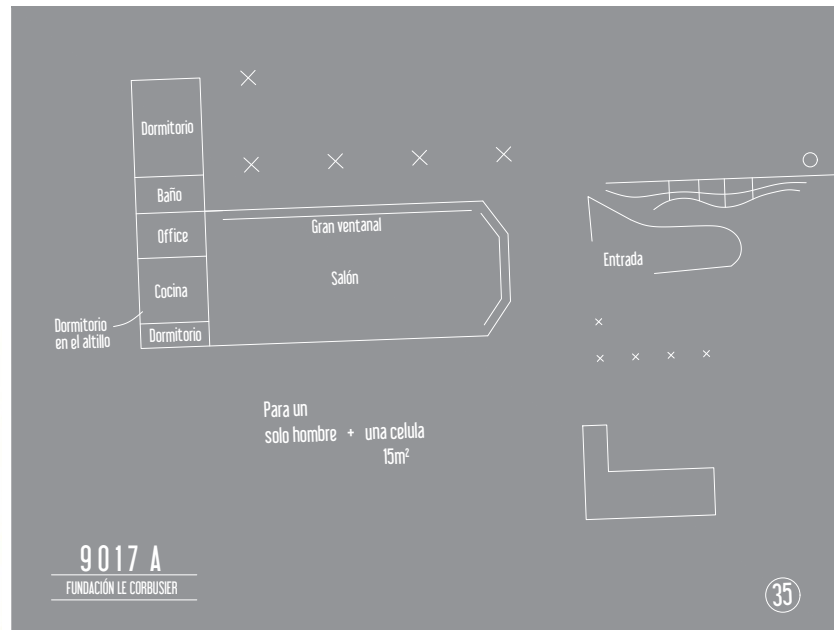 Dormitorio
Baño
Office
Cocina
Dormitorio
Dormitorio
en el altillo
Gran ventanal
Salón
Entrada
Para un
solo hombre + una celula
15m²
9017 A
FUNDACIÓN LE CORBUSIER
35